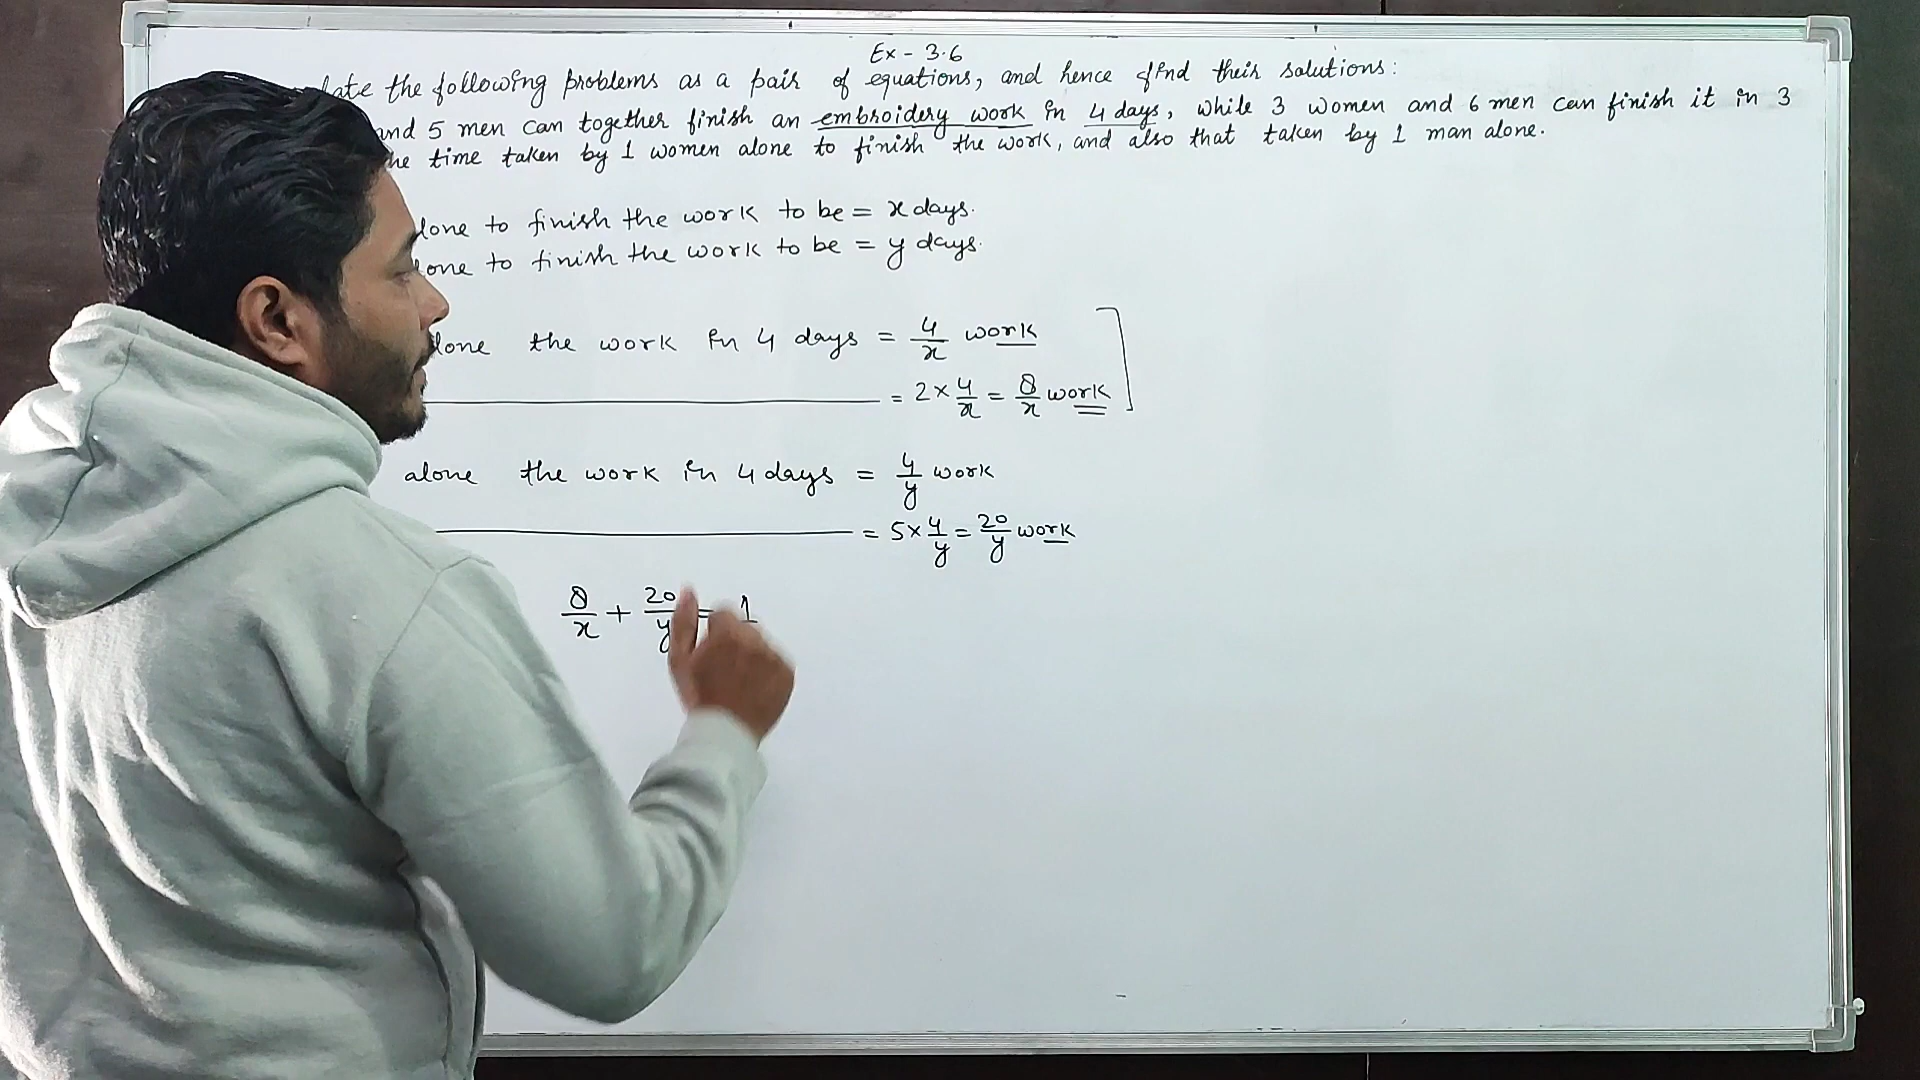 Ex - 3.6
late the following problems as a pair of equations, and hence find their solutions:
and 5 men can together finish an embroidery work in 4 days, while 3 women and 6 men can finish it in 3
he time taken by 1 women alone to finish the work, and also that taken by 1 man alone.
lone to finish the work to be = x days.
one to finish the work to be = y days.
lone the work in 4 days = 4/x work
= 2 × 4/x = 8/x work
alone the work in 4 days = 4/y work
= 5 × 4/y = 20/y work
8/x + 20/y = 1